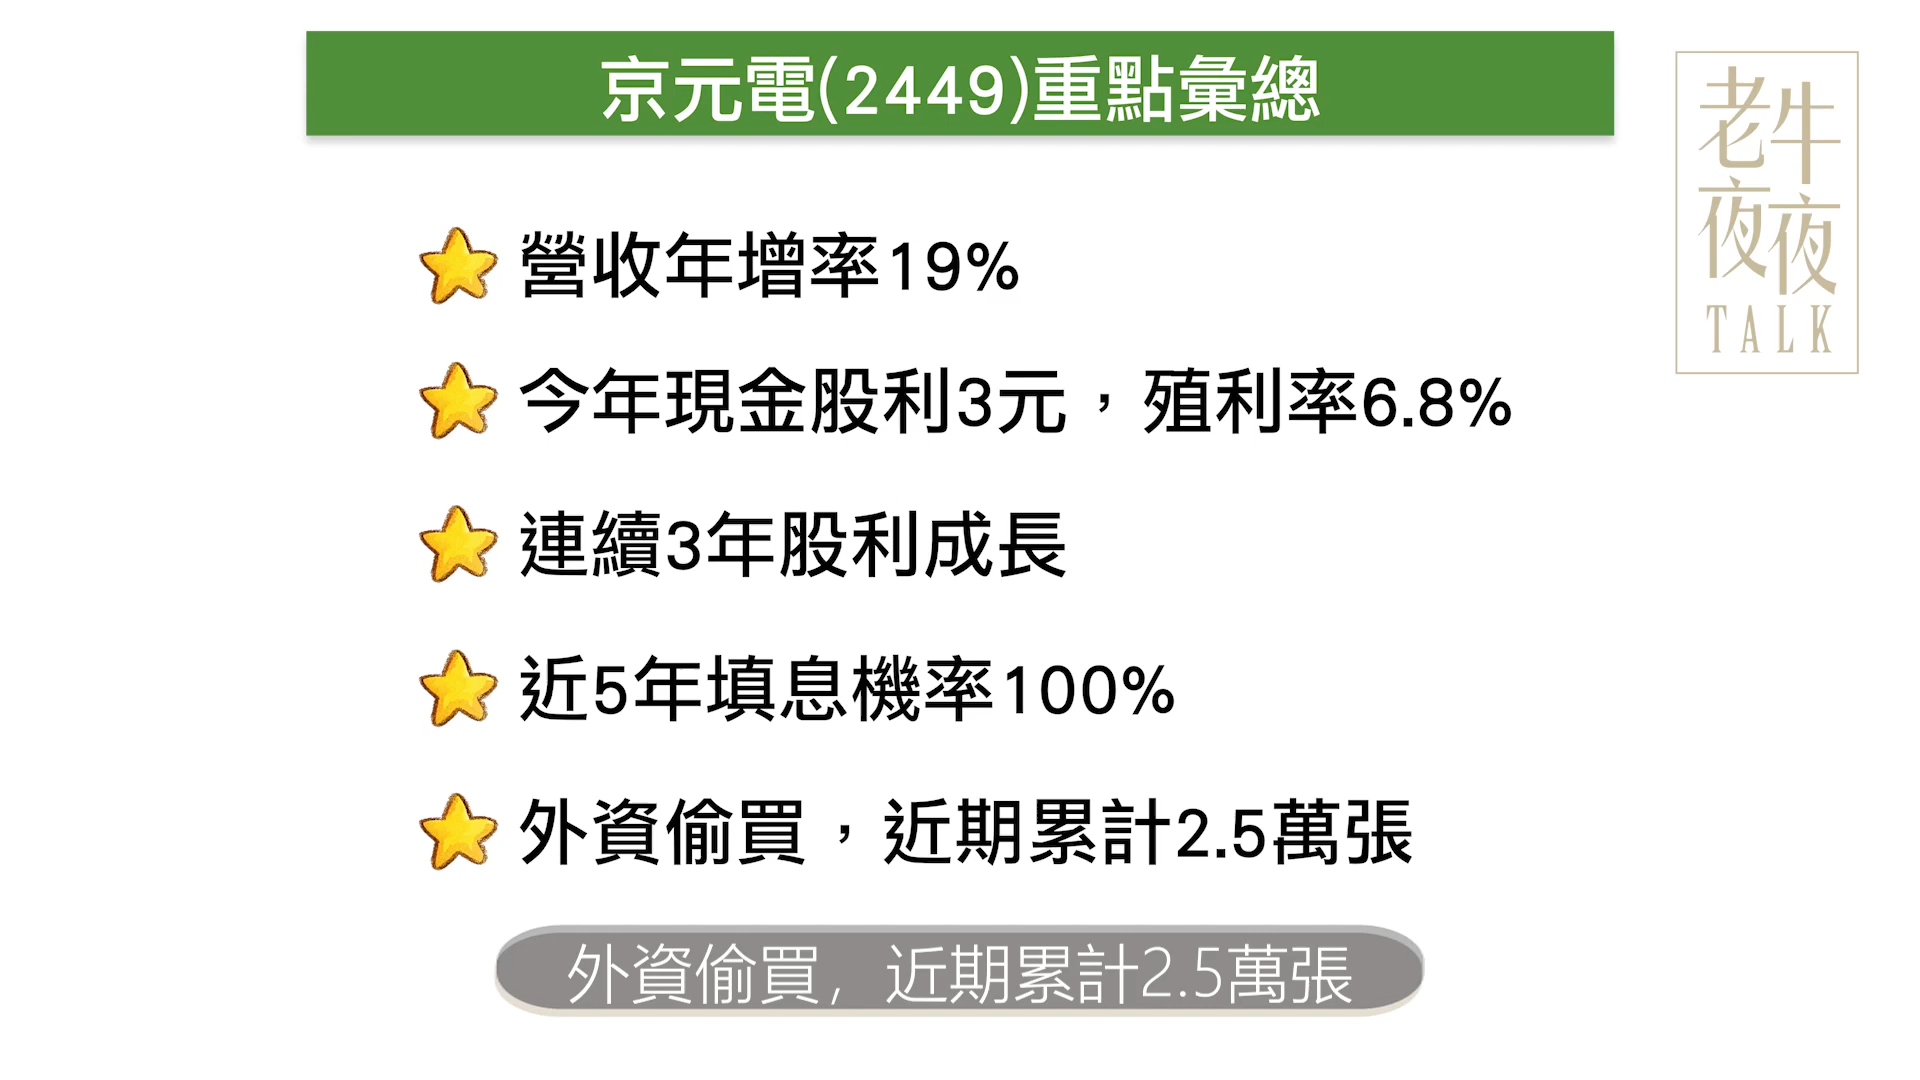 京元電(2449)重點彙總
老牛
夜夜
TALK
營收年增率19%
今年現金股利3元，殖利率6.8%
連續3年股利成長
近5年填息機率100%
外資偷買，近期累計2.5萬張
外資偷買，近期累計2.5萬張